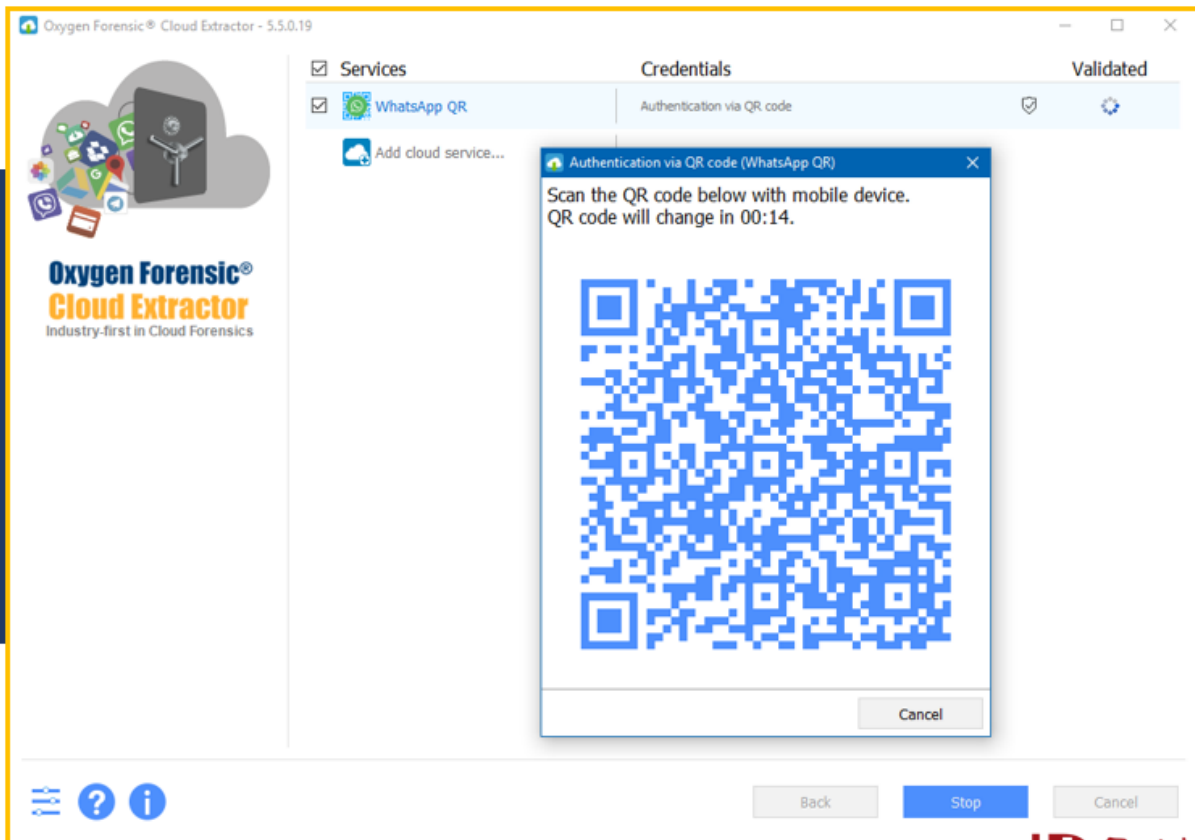 Oxygen Forensic® Cloud Extractor - 5.5.0.19
Services Credentials Validated
WhatsApp QR Authentication via QR code
Add cloud service...
Authentication via QR code (WhatsApp QR)
Scan the QR code below with mobile device.
QR code will change in 00:14.
Oxygen Forensic®
Cloud Extractor
Industry-first in Cloud Forensics
Cancel
Back Stop Cancel